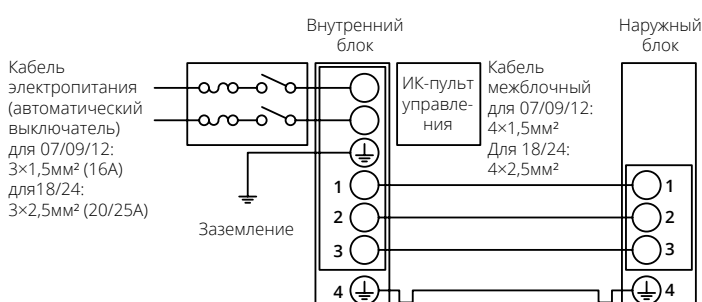 Внутренний
блок
Наружный
блок
Кабель
электропитания
(автоматический
выключатель)
для 07/09/12:
3×1,5мм² (16А)
для18/24:
3×2,5мм² (20/25А)
Заземление
ИК-пульт
управле-
ния
Кабель
межблочный
для 07/09/12:
4×1,5мм²
Для 18/24:
4×2,5мм²
1
2
3
4
1
2
3
4